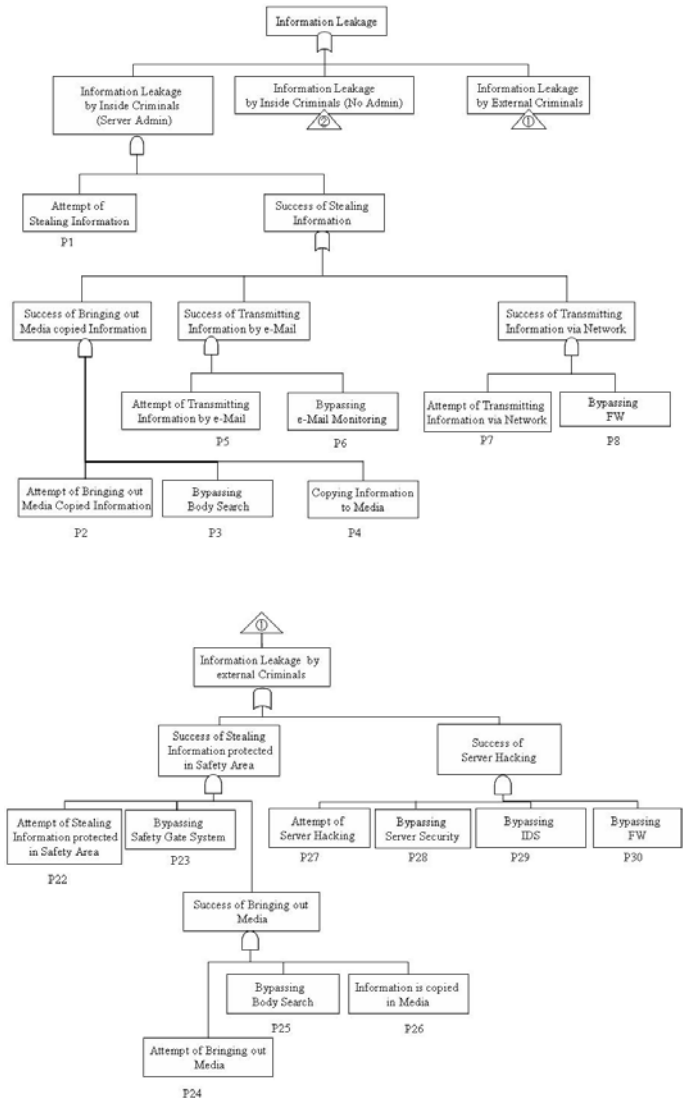 Information Leakage
Information Leakage
by Inside Criminals
(Server Admin)
Information Leakage
by Inside Criminals (No Admin)
②
Information Leakage
by External Criminals
①
Attempt of
Stealing Information
P1
Success of Stealing
Information
Success of Bringing out
Media copied Information
Success of Transmitting
Information by e-Mail
Success of Transmitting
Information via Network
Attempt of Transmitting
Information by e-Mail
P5
Bypassing
e-Mail Monitoring
P6
Attempt of Transmitting
Information via Network
P7
Bypassing
FW
P8
Attempt of Bringing out
Media Copied Information
P2
Bypassing
Body Search
P3
Copying Information
to Media
P4
①
Information Leakage by
external Criminals
Success of Stealing
Information protected
in Safety Area
Success of
Server Hacking
Attempt of Stealing
Information protected
in Safety Area
P22
Bypassing
Safety Gate System
P23
Attempt of
Server Hacking
P27
Bypassing
Server Security
P28
Bypassing
IDS
P29
Bypassing
FW
P30
Success of Bringing out
Media
Bypassing
Body Search
P25
Information is copied
in Media
P26
Attempt of Bringing out
Media
P24